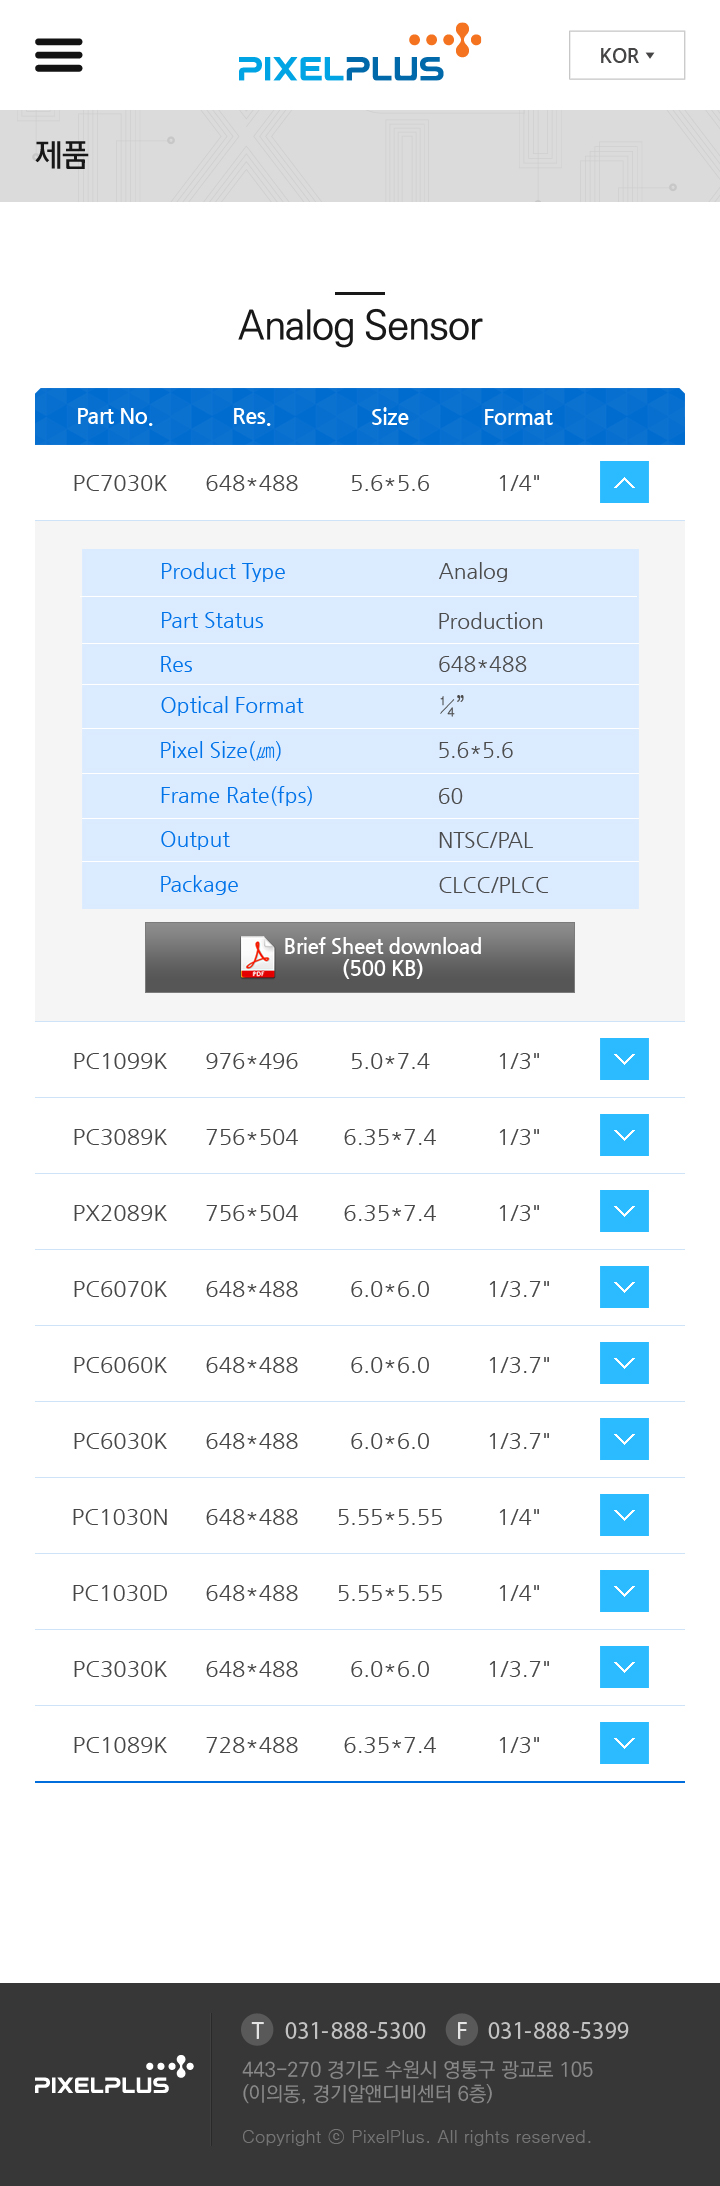 PIXELPLUS
KOR ▾
제품
Analog Sensor
Part No. Res. Size Format
PC7030K 648*488 5.6*5.6 1/4"
Product Type Analog
Part Status Production
Res 648*488
Optical Format ¼”
Pixel Size(㎛) 5.6*5.6
Frame Rate(fps) 60
Output NTSC/PAL
Package CLCC/PLCC
PDF
Brief Sheet download
(500 KB)
PC1099K 976*496 5.0*7.4 1/3"
PC3089K 756*504 6.35*7.4 1/3"
PX2089K 756*504 6.35*7.4 1/3"
PC6070K 648*488 6.0*6.0 1/3.7"
PC6060K 648*488 6.0*6.0 1/3.7"
PC6030K 648*488 6.0*6.0 1/3.7"
PC1030N 648*488 5.55*5.55 1/4"
PC1030D 648*488 5.55*5.55 1/4"
PC3030K 648*488 6.0*6.0 1/3.7"
PC1089K 728*488 6.35*7.4 1/3"
PIXELPLUS
T 031-888-5300 F 031-888-5399
443-270 경기도 수원시 영통구 광교로 105
(이의동, 경기알앤디비센터 6층)
Copyright ⓒ PixelPlus. All rights reserved.